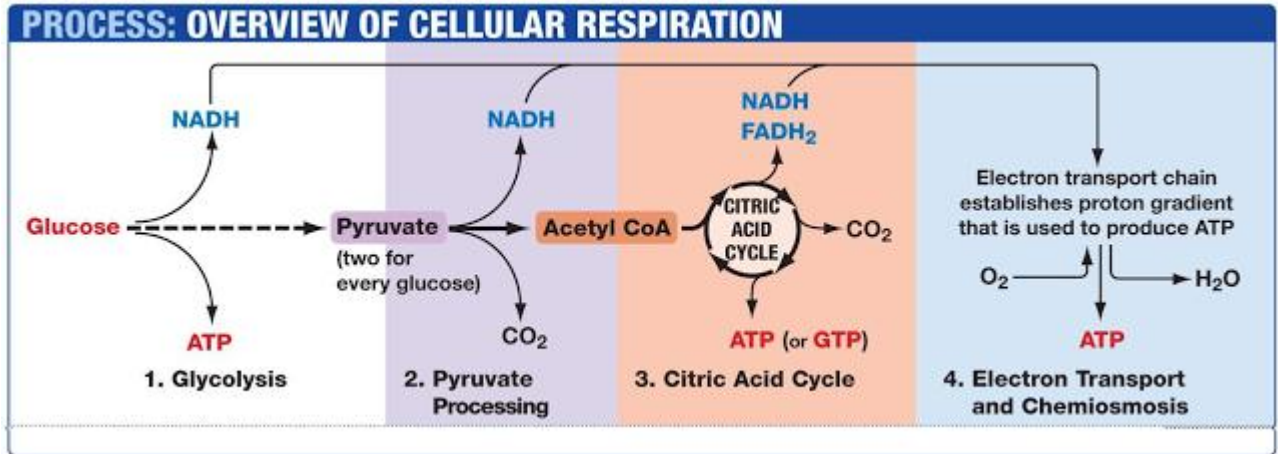 PROCESS: OVERVIEW OF CELLULAR RESPIRATION
NADH
NADH
NADH
FADH₂
Glucose
Pyruvate
(two for
every glucose)
Acetyl CoA
CITRIC
ACID
CYCLE
CO₂
Electron transport chain
establishes proton gradient
that is used to produce ATP
O₂
H₂O
ATP
CO₂
ATP (or GTP)
ATP
1. Glycolysis
2. Pyruvate
Processing
3. Citric Acid Cycle
4. Electron Transport
and Chemiosmosis